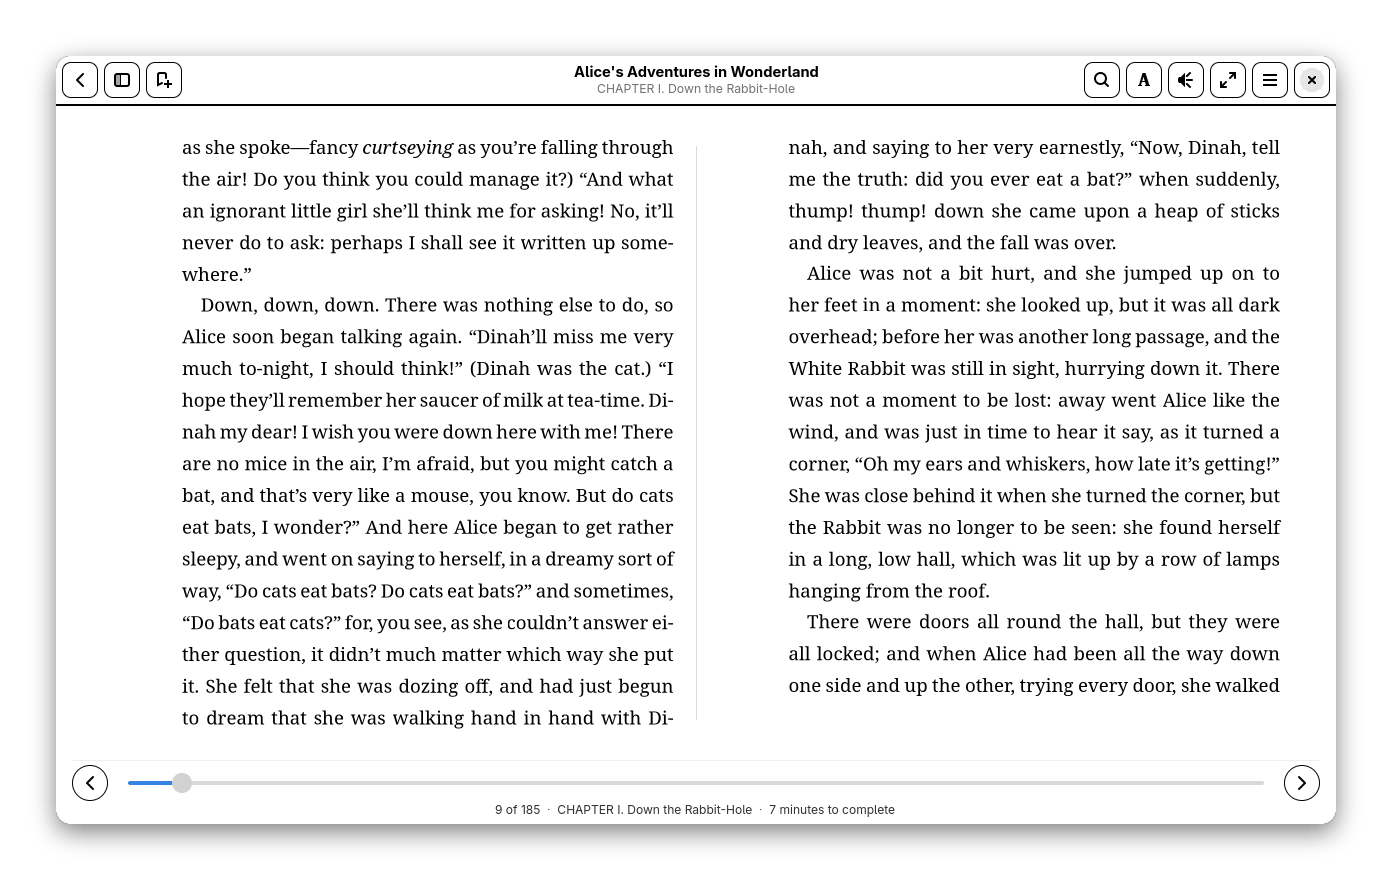 Alice's Adventures in Wonderland
CHAPTER I. Down the Rabbit-Hole
A
as she spoke—fancy curtseying as you’re falling through
the air! Do you think you could manage it?) “And what
an ignorant little girl she’ll think me for asking! No, it’ll
never do to ask: perhaps I shall see it written up some-
where.”
Down, down, down. There was nothing else to do, so
Alice soon began talking again. “Dinah’ll miss me very
much to-night, I should think!” (Dinah was the cat.) “I
hope they’ll remember her saucer of milk at tea-time. Di-
nah my dear! I wish you were down here with me! There
are no mice in the air, I’m afraid, but you might catch a
bat, and that’s very like a mouse, you know. But do cats
eat bats, I wonder?” And here Alice began to get rather
sleepy, and went on saying to herself, in a dreamy sort of
way, “Do cats eat bats? Do cats eat bats?” and sometimes,
“Do bats eat cats?” for, you see, as she couldn’t answer ei-
ther question, it didn’t much matter which way she put
it. She felt that she was dozing off, and had just begun
to dream that she was walking hand in hand with Di-
nah, and saying to her very earnestly, “Now, Dinah, tell
me the truth: did you ever eat a bat?” when suddenly,
thump! thump! down she came upon a heap of sticks
and dry leaves, and the fall was over.
Alice was not a bit hurt, and she jumped up on to
her feet in a moment: she looked up, but it was all dark
overhead; before her was another long passage, and the
White Rabbit was still in sight, hurrying down it. There
was not a moment to be lost: away went Alice like the
wind, and was just in time to hear it say, as it turned a
corner, “Oh my ears and whiskers, how late it’s getting!”
She was close behind it when she turned the corner, but
the Rabbit was no longer to be seen: she found herself
in a long, low hall, which was lit up by a row of lamps
hanging from the roof.
There were doors all round the hall, but they were
all locked; and when Alice had been all the way down
one side and up the other, trying every door, she walked
9 of 185 · CHAPTER I. Down the Rabbit-Hole · 7 minutes to complete